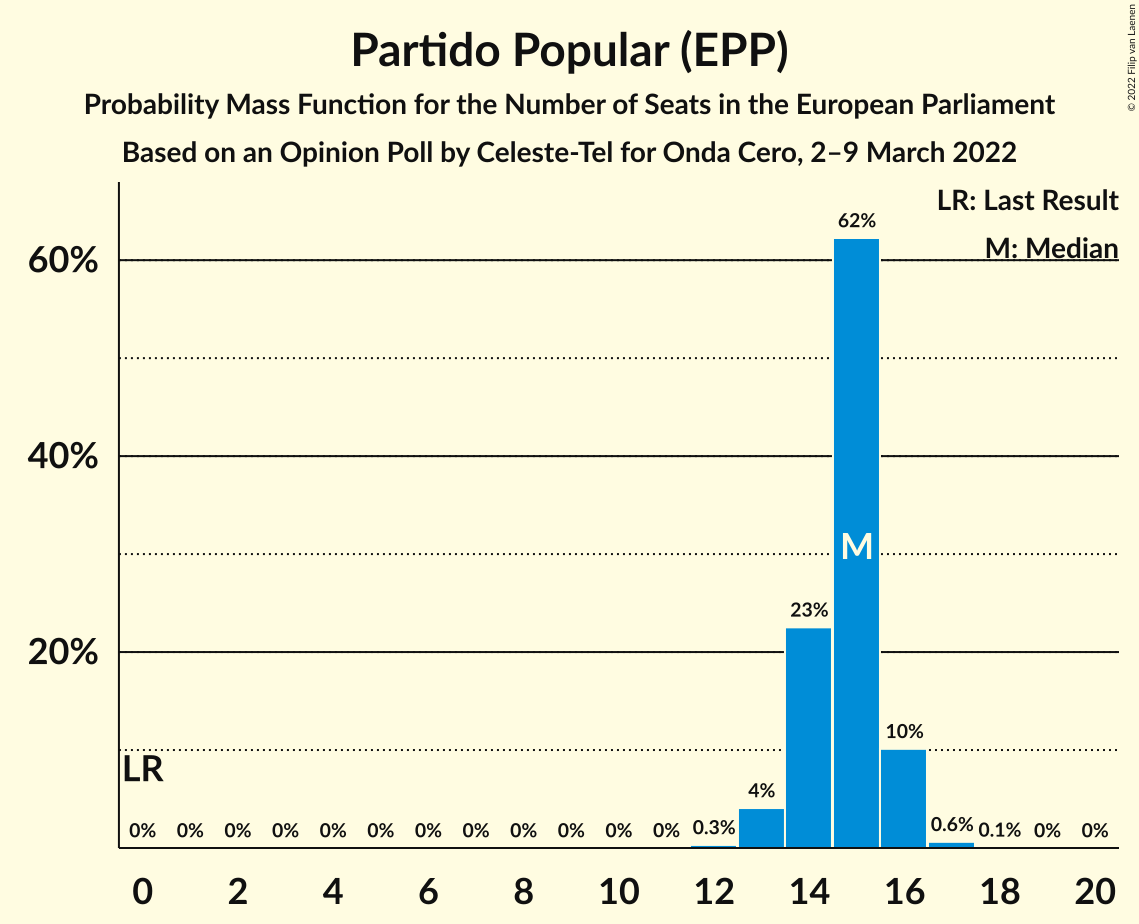 Partido Popular (EPP)
Probability Mass Function for the Number of Seats in the European Parliament
Based on an Opinion Poll by Celeste-Tel for Onda Cero, 2–9 March 2022
© 2022 Filip van Laenen
LR: Last Result
M: Median
60%
40%
20%
62%
M
23%
10%
LR
4%
0% 0% 0% 0% 0% 0% 0% 0% 0% 0% 0% 0% 0.3% 0.6% 0.1% 0% 0%
0 2 4 6 8 10 12 14 16 18 20